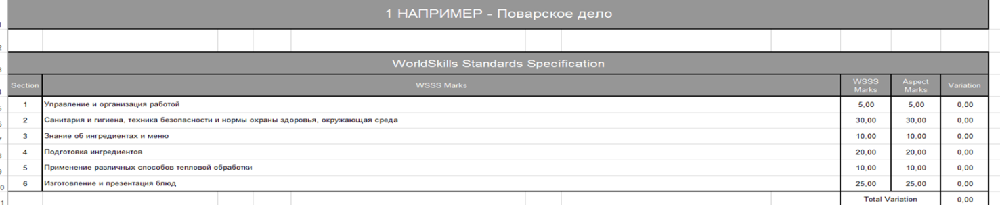 1 НАПРИМЕР - Поварское дело
WorldSkills Standards Specification
Section WSSS Marks WSSS Marks Aspect Marks Variation
1 Управление и организация работой 5,00 5,00 0,00
2 Санитария и гигиена, техника безопасности и нормы охраны здоровья, окружающая среда 30,00 30,00 0,00
3 Знание об ингредиентах и меню 10,00 10,00 0,00
4 Подготовка ингредиентов 20,00 20,00 0,00
5 Применение различных способов тепловой обработки 10,00 10,00 0,00
6 Изготовление и презентация блюд 25,00 25,00 0,00
Total Variation 0,00